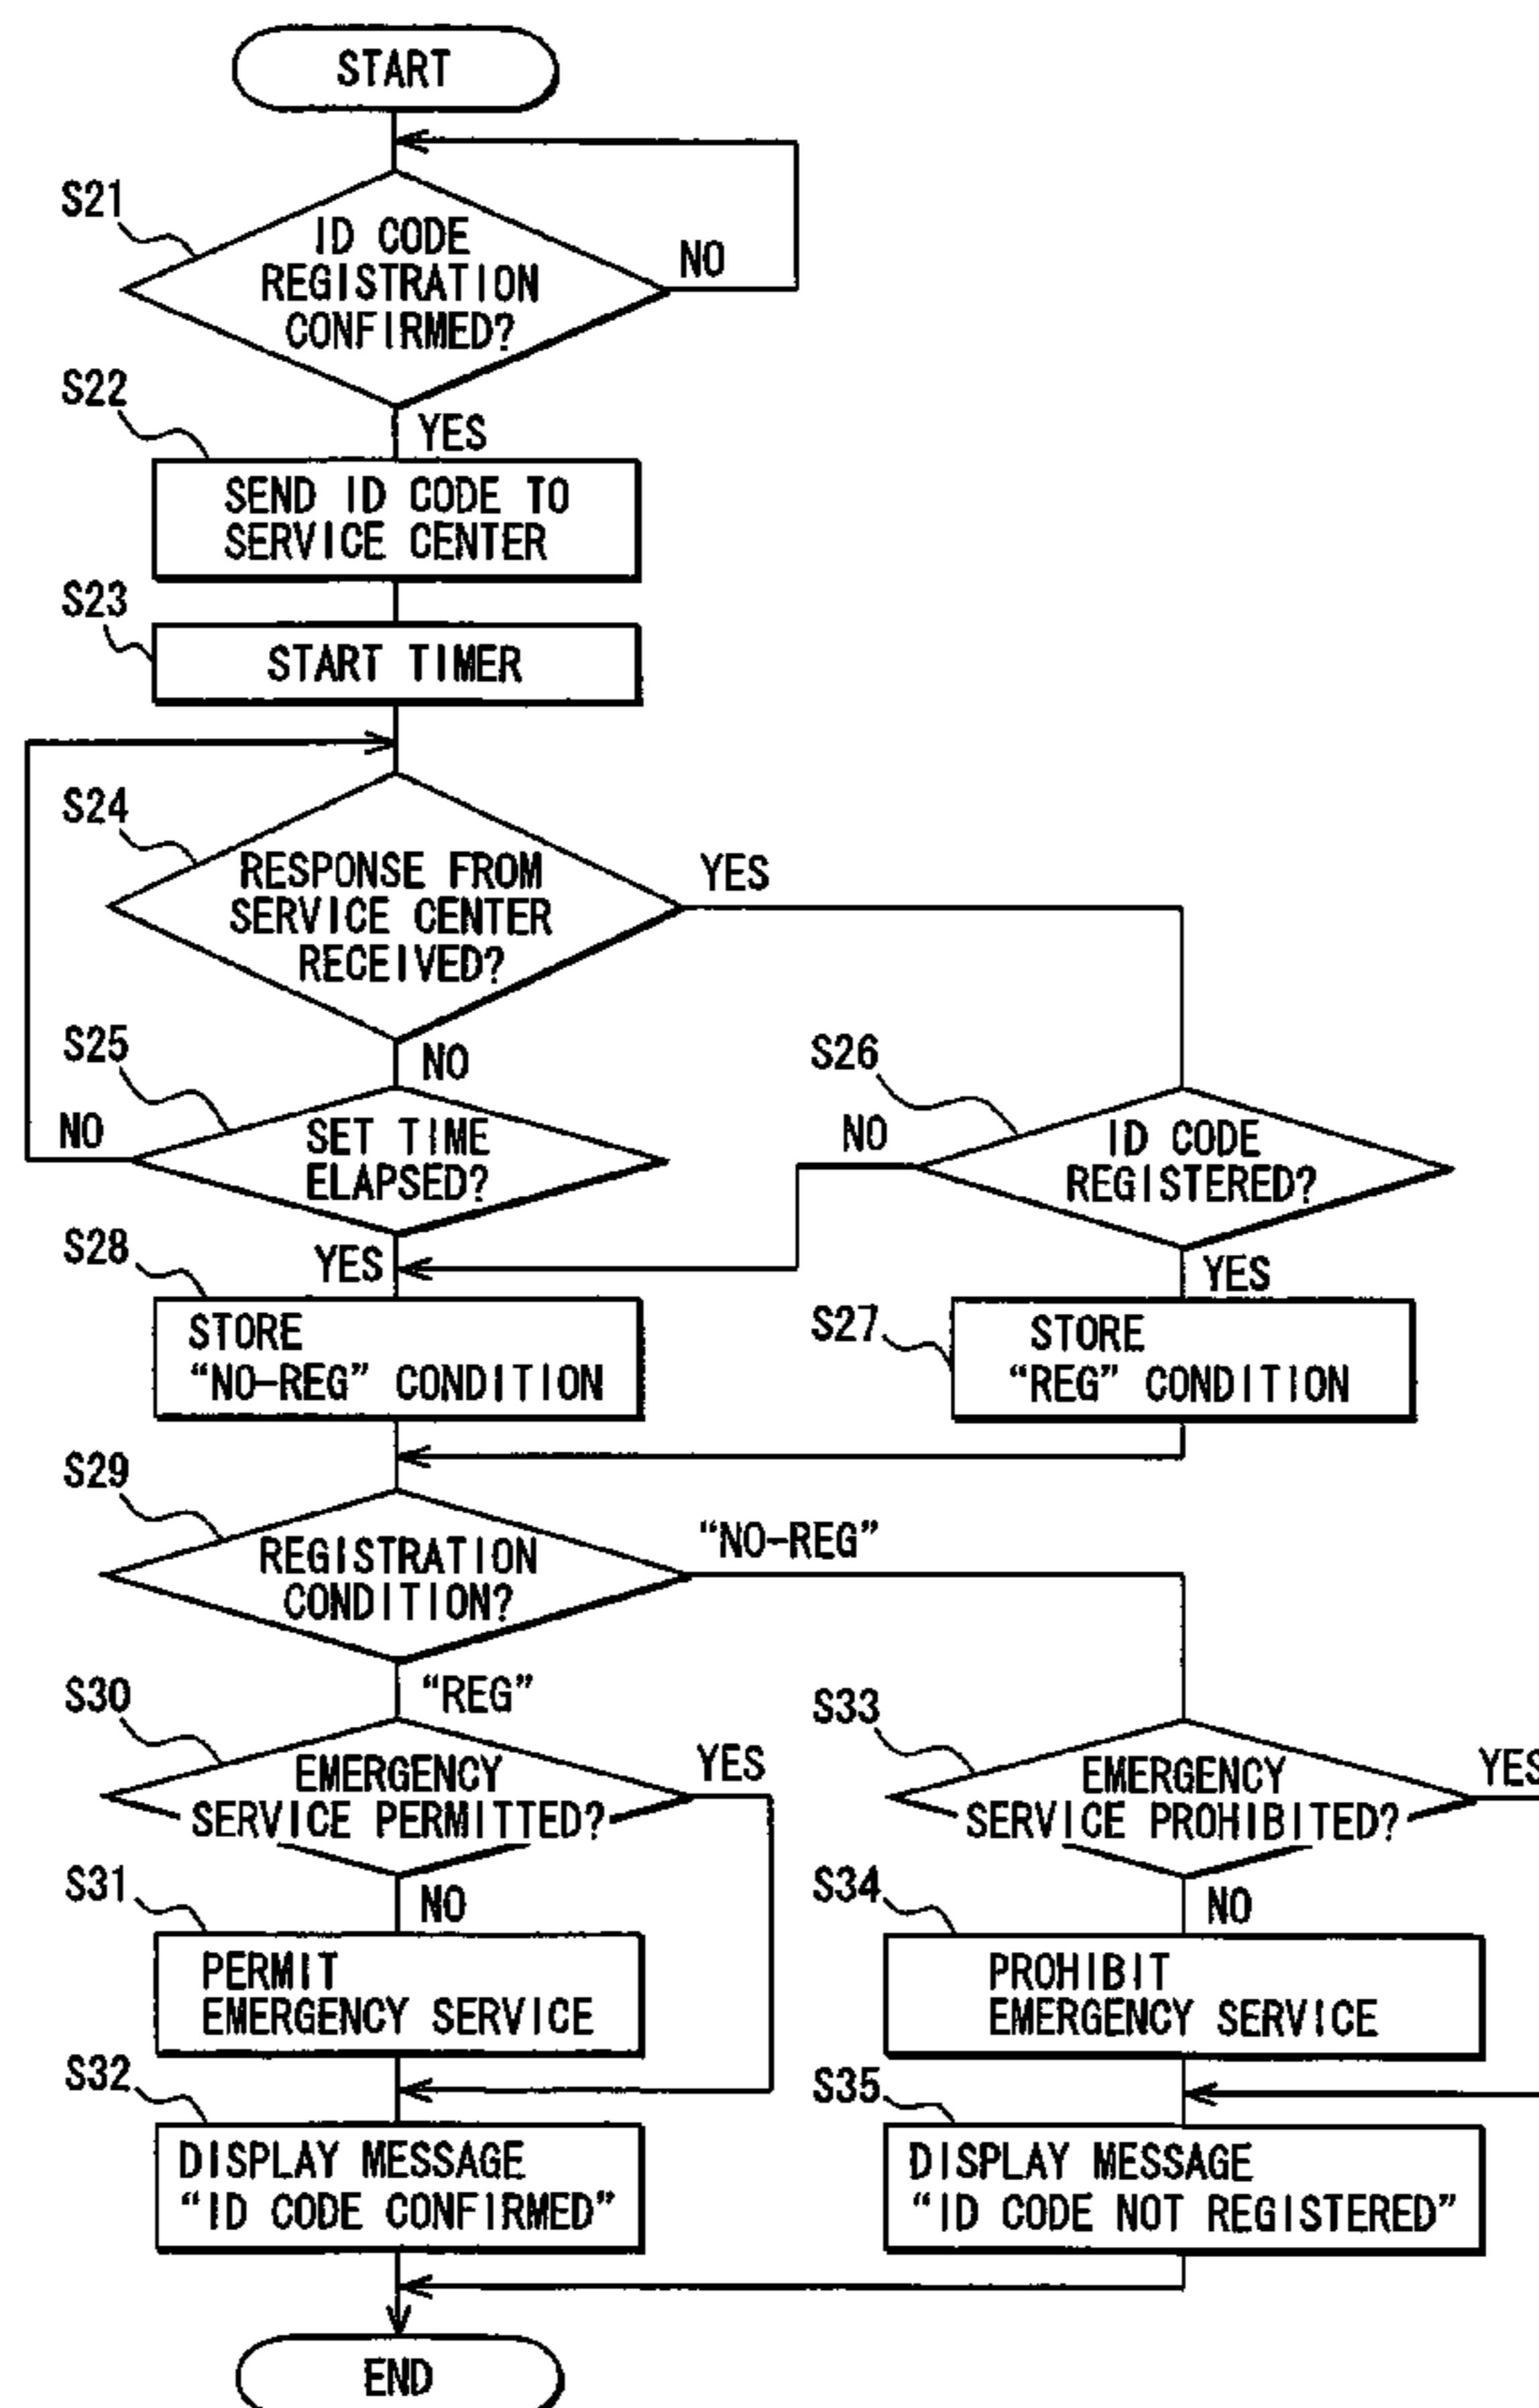 START
S21
ID CODE
REGISTRATION
CONFIRMED?
NO
S22
YES
SEND ID CODE TO
SERVICE CENTER
S23
START TIMER
S24
RESPONSE FROM
SERVICE CENTER
RECEIVED?
YES
S25
NO
S26
NO
SET TIME
ELAPSED?
NO
ID CODE
REGISTERED?
S28
YES
YES
STORE
“NO-REG” CONDITION
S27
STORE
“REG” CONDITION
S29
REGISTRATION
CONDITION?
“NO-REG”
S30
“REG”
S33
EMERGENCY
SERVICE PERMITTED?
YES
EMERGENCY
SERVICE PROHIBITED?
YES
S31
NO
S34
NO
PERMIT
EMERGENCY SERVICE
PROHIBIT
EMERGENCY SERVICE
S32
S35
DISPLAY MESSAGE
“ID CODE CONFIRMED”
DISPLAY MESSAGE
“ID CODE NOT REGISTERED”
END